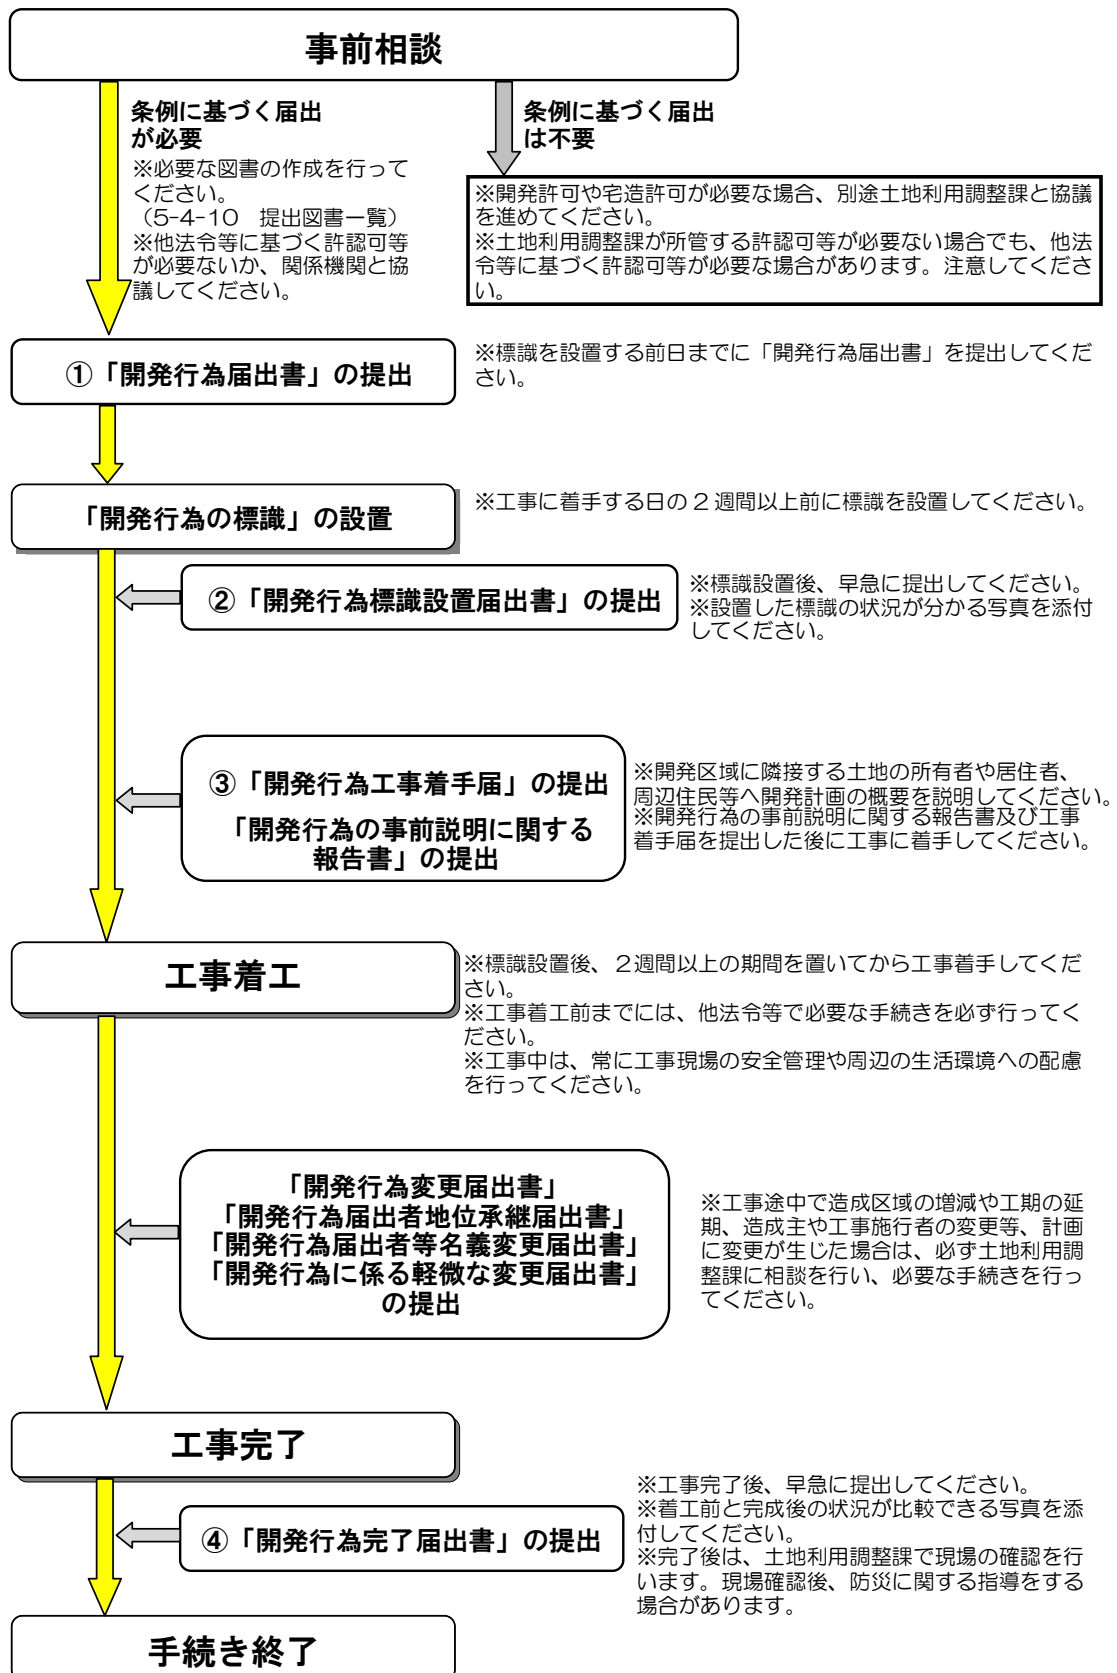 事前相談
条例に基づく届出
が必要
※必要な図書の作成を行って
ください。
（5-4-10　提出図書一覧）
※他法令等に基づく許認可等
が必要ないか、関係機関と協
議してください。
条例に基づく届出
は不要
※開発許可や宅造許可が必要な場合、別途土地利用調整課と協議
を進めてください。
※土地利用調整課が所管する許認可等が必要ない場合でも、他法
令等に基づく許認可等が必要な場合があります。注意してくださ
い。
①「開発行為届出書」の提出
※標識を設置する前日までに「開発行為届出書」を提出してくだ
さい。
「開発行為の標識」の設置
※工事に着手する日の２週間以上前に標識を設置してください。
②「開発行為標識設置届出書」の提出
※標識設置後、早急に提出してください。
※設置した標識の状況が分かる写真を添付
してください。
③「開発行為工事着手届」の提出
「開発行為の事前説明に関する
報告書」の提出
※開発区域に隣接する土地の所有者や居住者、
周辺住民等へ開発計画の概要を説明してください。
※開発行為の事前説明に関する報告書及び工事
着手届を提出した後に工事に着手してください。
工事着工
※標識設置後、２週間以上の期間を置いてから工事着手してくだ
さい。
※工事着工前までには、他法令等で必要な手続きを必ず行ってく
ださい。
※工事中は、常に工事現場の安全管理や周辺の生活環境への配慮
を行ってください。
「開発行為変更届出書」
「開発行為届出者地位承継届出書」
「開発行為届出者等名義変更届出書」
「開発行為に係る軽微な変更届出書」
の提出
※工事途中で造成区域の増減や工期の延
期、造成主や工事施行者の変更等、計画
に変更が生じた場合は、必ず土地利用調
整課に相談を行い、必要な手続きを行っ
てください。
工事完了
④「開発行為完了届出書」の提出
※工事完了後、早急に提出してください。
※着工前と完成後の状況が比較できる写真を添
付してください。
※完了後は、土地利用調整課で現場の確認を行
います。現場確認後、防災に関する指導をする
場合があります。
手続き終了